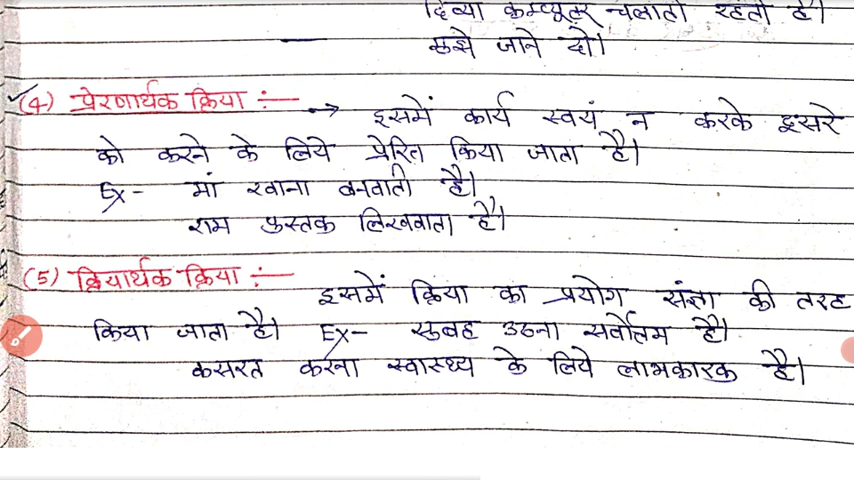 दिव्या कम्प्यूटर चलाती रहती है।
मुझे जाने दो।
(4) प्रेरणार्थक क्रिया :— → इसमें कार्य स्वयं न करके दूसरे
को करने के लिये प्रेरित किया जाता है।
Ex- मां खाना बनवाती है।
राम पुस्तक लिखवाता है।
(5) क्रियार्थक क्रिया :—
इसमें क्रिया का प्रयोग संज्ञा की तरह
किया जाता है। Ex- सुबह उठना सर्वोत्तम है।
कसरत करना स्वास्थ्य के लिये लाभकारक है।